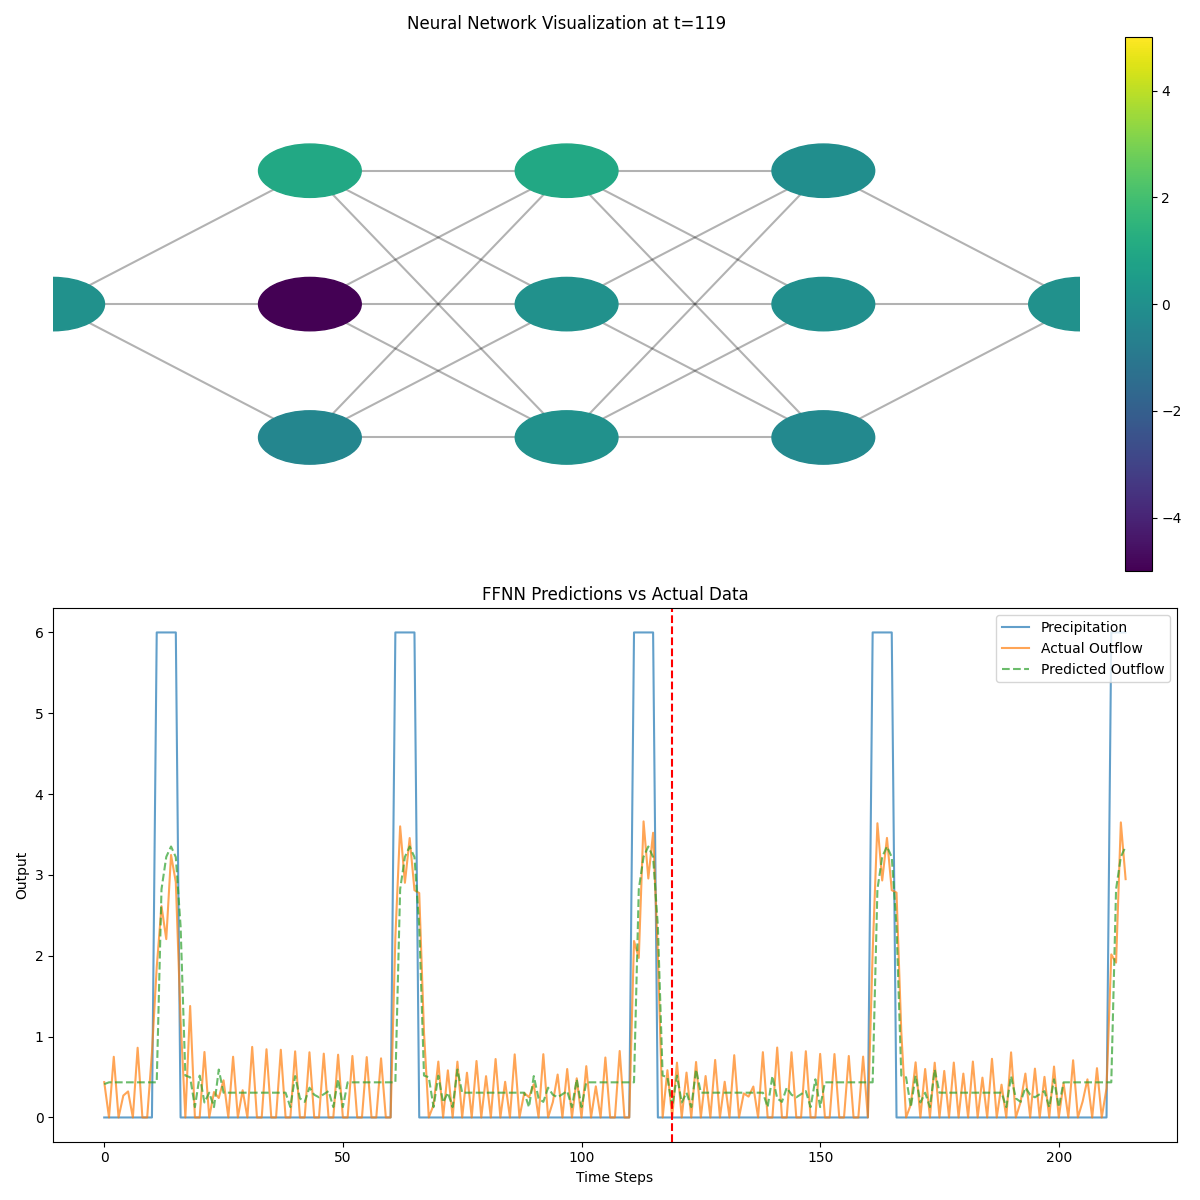 Neural Network Visualization at t=119
4
2
0
−2
−4
FFNN Predictions vs Actual Data
Precipitation
Actual Outflow
Predicted Outflow
6
5
4
3
2
1
0
Output
0
50
100
150
200
Time Steps